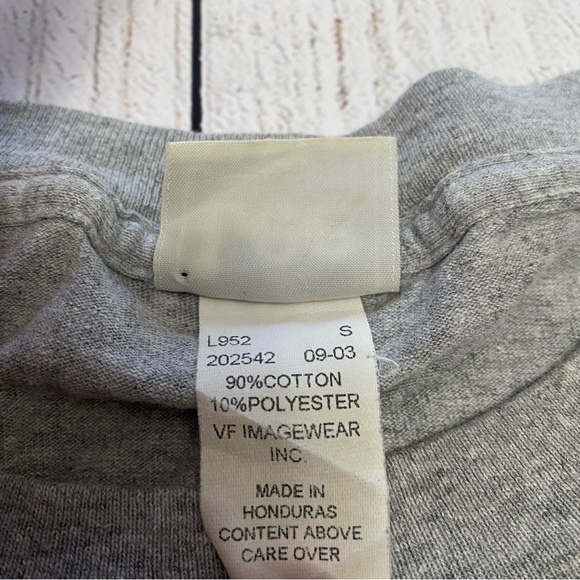 L952 S
202542 09-03
90%COTTON
10%POLYESTER
VF IMAGEWEAR
INC.
MADE IN
HONDURAS
CONTENT ABOVE
CARE OVER